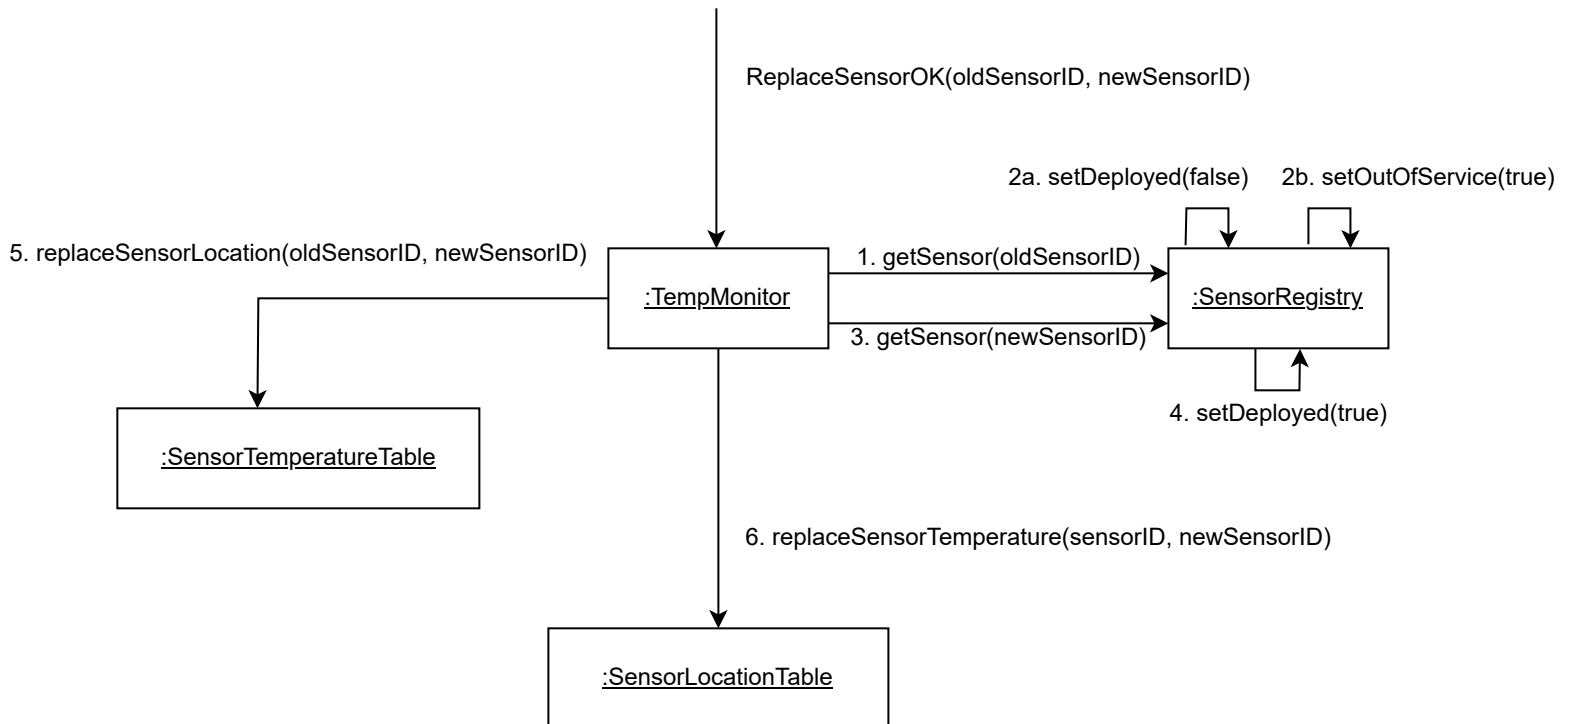 ReplaceSensorOK(oldSensorID, newSensorID)
2a. setDeployed(false)
2b. setOutOfService(true)
5. replaceSensorLocation(oldSensorID, newSensorID)
1. getSensor(oldSensorID)
:TempMonitor
:SensorRegistry
3. getSensor(newSensorID)
4. setDeployed(true)
:SensorTemperatureTable
6. replaceSensorTemperature(sensorID, newSensorID)
:SensorLocationTable